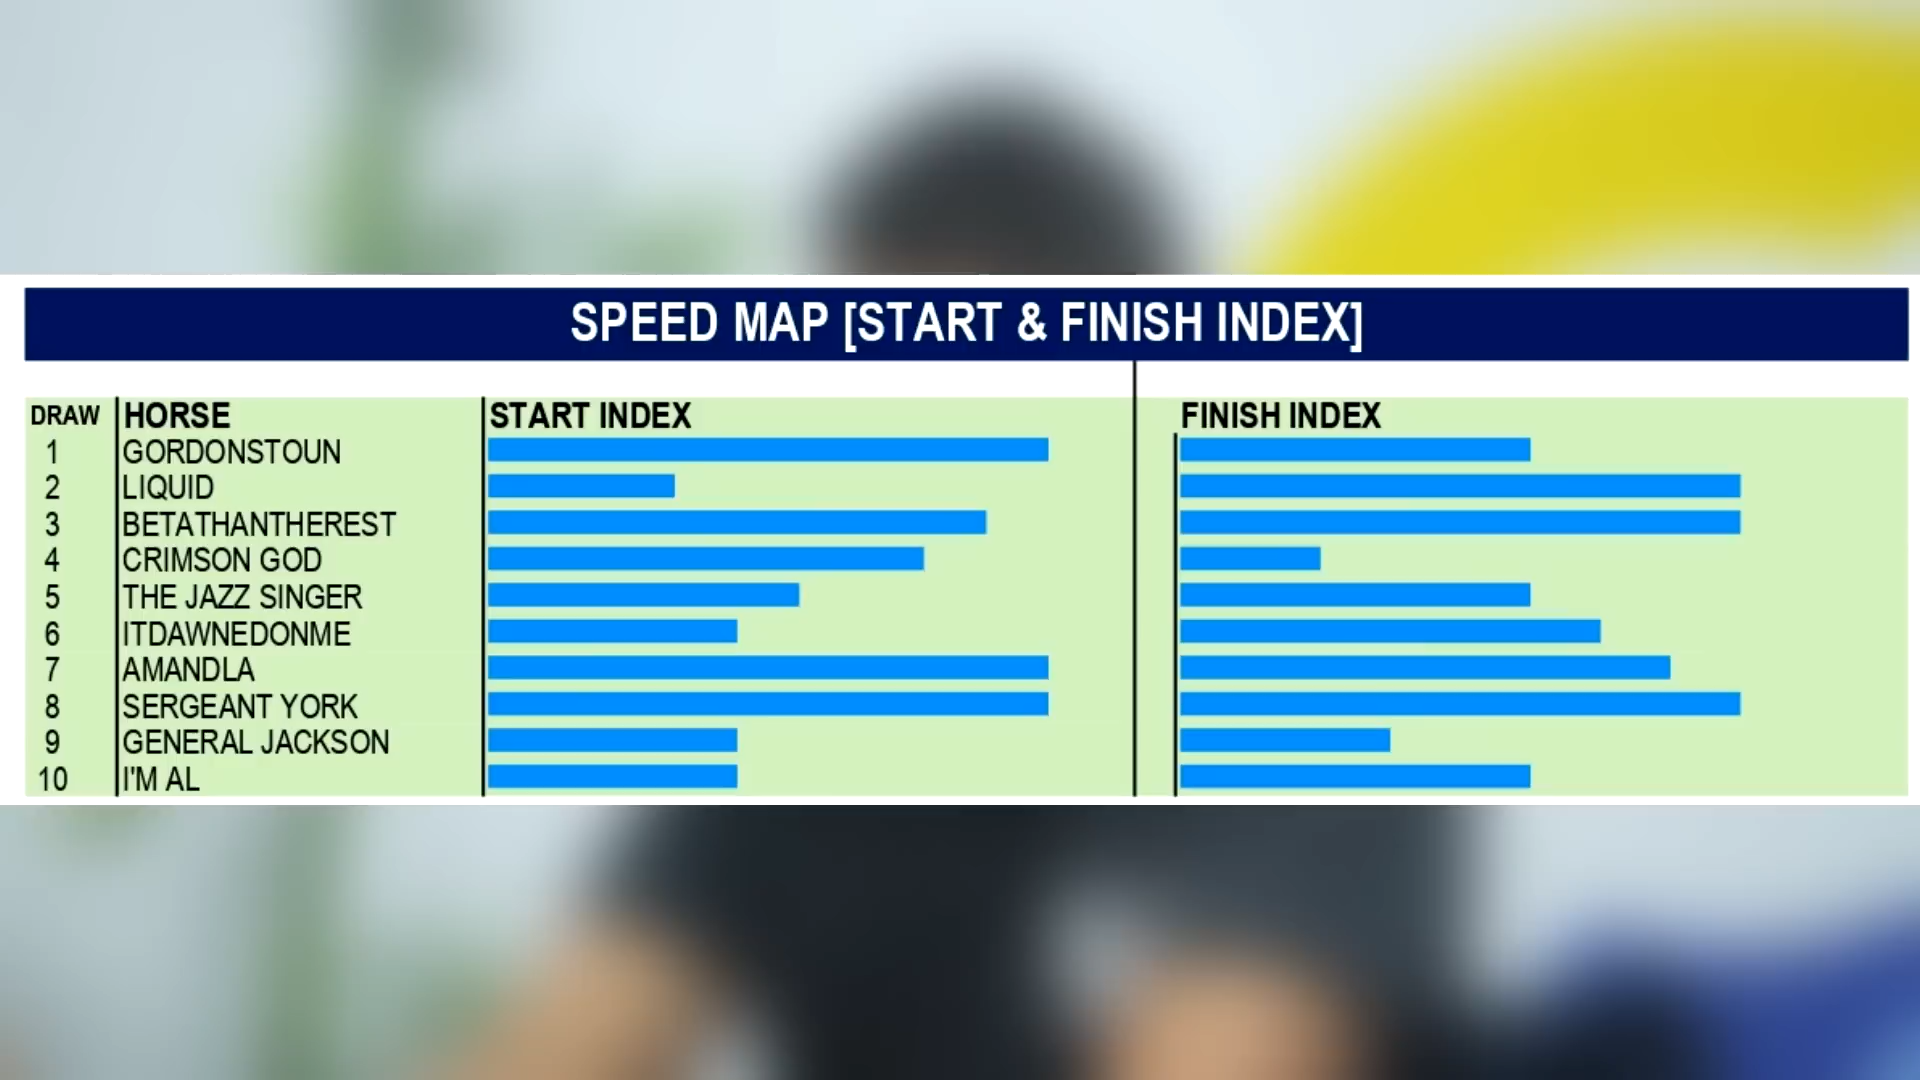 SPEED MAP [START & FINISH INDEX]
DRAW HORSE START INDEX FINISH INDEX
1 GORDONSTOUN
2 LIQUID
3 BETATHANTHEREST
4 CRIMSON GOD
5 THE JAZZ SINGER
6 ITDAWNEDONME
7 AMANDLA
8 SERGEANT YORK
9 GENERAL JACKSON
10 I'M AL